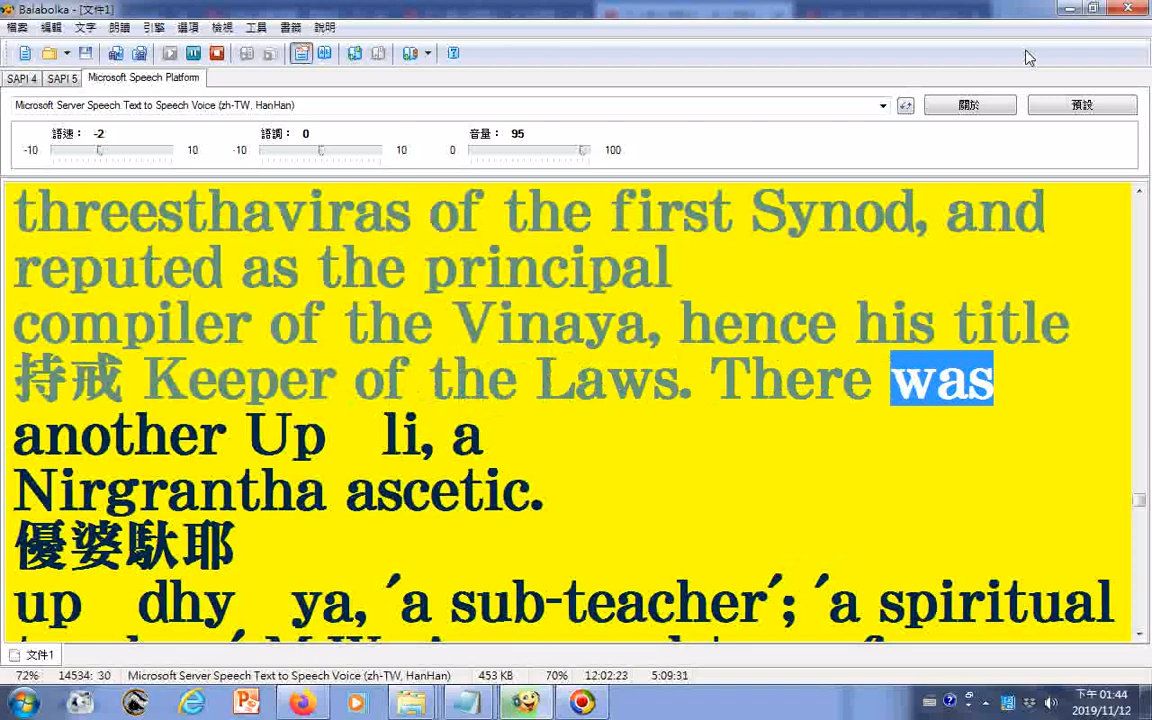 Balabolka - [文件1]
檔案 編輯 文字 朗讀 引擎 選項 檢視 工具 書籤 說明
SAPI 4 SAPI 5 Microsoft Speech Platform
Microsoft Server Speech Text to Speech Voice (zh-TW, HanHan) 關於 預設
語速： -2 語調： 0 音量： 95
-10 10 -10 10 0 100
threesthaviras of the first Synod, and
reputed as the principal
compiler of the Vinaya, hence his title
持戒 Keeper of the Laws. There was
another Up li, a
Nirgrantha ascetic.
優婆馱耶
up dhy ya, ′a sub-teacher′; ′a spiritual
文件1
72% 14534: 30 Microsoft Server Speech Text to Speech Voice (zh-TW, HanHan) 453 KB 70% 12:02:23 5:09:31
下午 01:44
2019/11/12